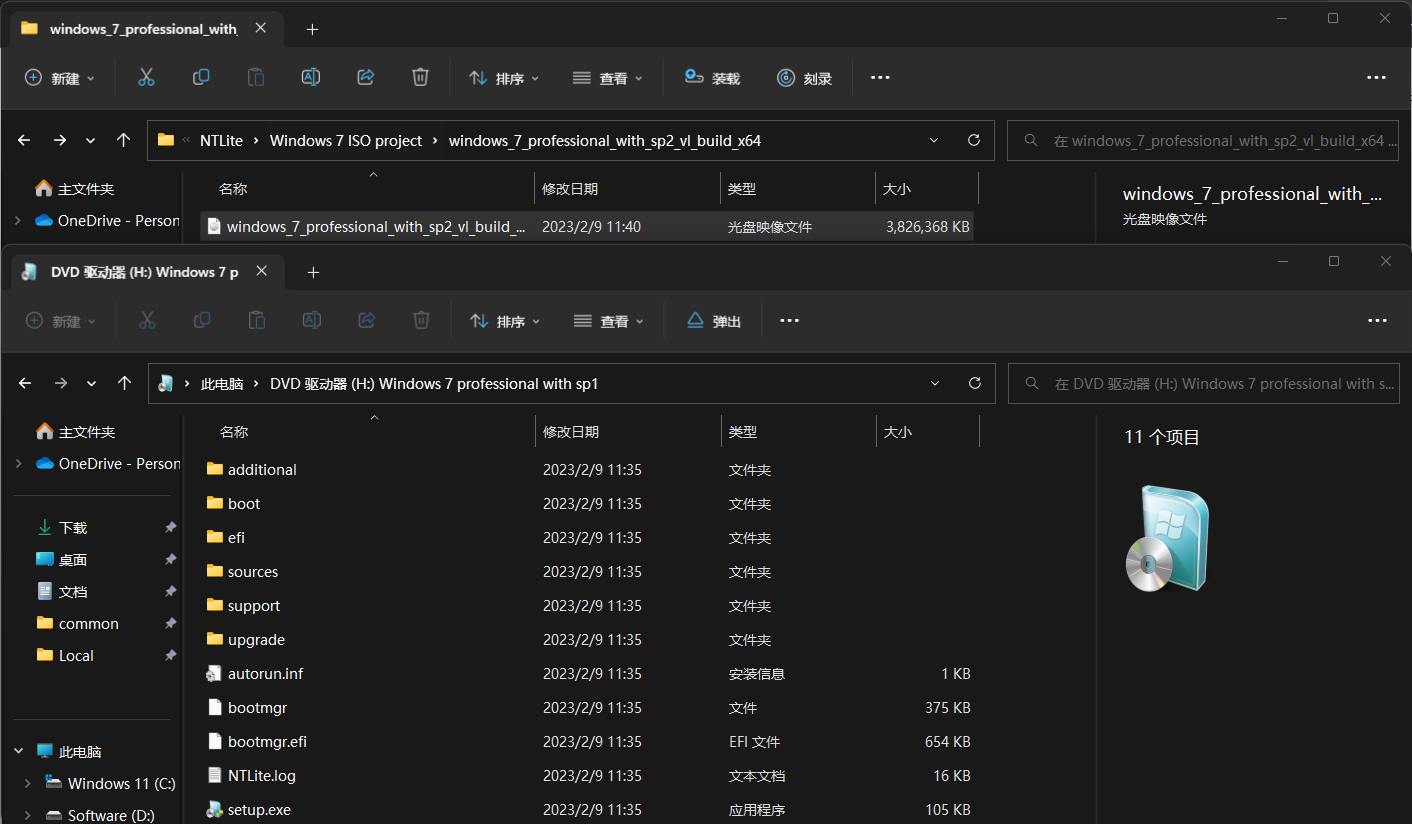 windows_7_professional_with_
新建
排序
查看
装载
刻录
NTLite › Windows 7 ISO project › windows_7_professional_with_sp2_vl_build_x64
在 windows_7_professional_with_sp2_vl_build_x64 ...
主文件夹
OneDrive - Person
名称 修改日期 类型 大小
windows_7_professional_with_sp2_vl_build_... 2023/2/9 11:40 光盘映像文件 3,826,368 KB
windows_7_professional_with_...
光盘映像文件
DVD 驱动器 (H:) Windows 7 p
新建
排序
查看
弹出
此电脑 › DVD 驱动器 (H:) Windows 7 professional with sp1
在 DVD 驱动器 (H:) Windows 7 professional with s...
主文件夹
OneDrive - Person
下载
桌面
文档
common
Local
此电脑
Windows 11 (C:)
Software (D:)
名称 修改日期 类型 大小
additional 2023/2/9 11:35 文件夹
boot 2023/2/9 11:35 文件夹
efi 2023/2/9 11:35 文件夹
sources 2023/2/9 11:35 文件夹
support 2023/2/9 11:35 文件夹
upgrade 2023/2/9 11:35 文件夹
autorun.inf 2023/2/9 11:35 安装信息 1 KB
bootmgr 2023/2/9 11:35 文件 375 KB
bootmgr.efi 2023/2/9 11:35 EFI 文件 654 KB
NTLite.log 2023/2/9 11:35 文本文档 16 KB
setup.exe 2023/2/9 11:35 应用程序 105 KB
11 个项目